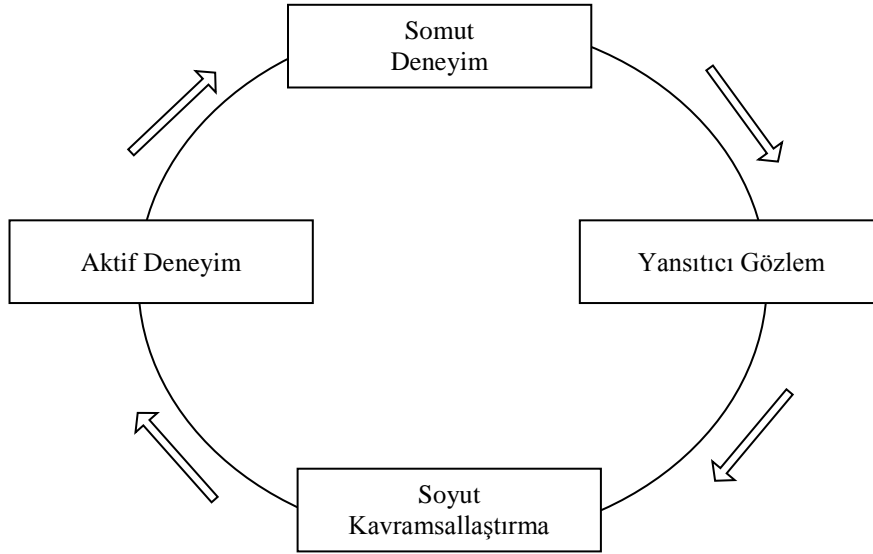 Somut
Deneyim
Aktif Deneyim
Yansıtıcı Gözlem
Soyut
Kavramsallaştırma